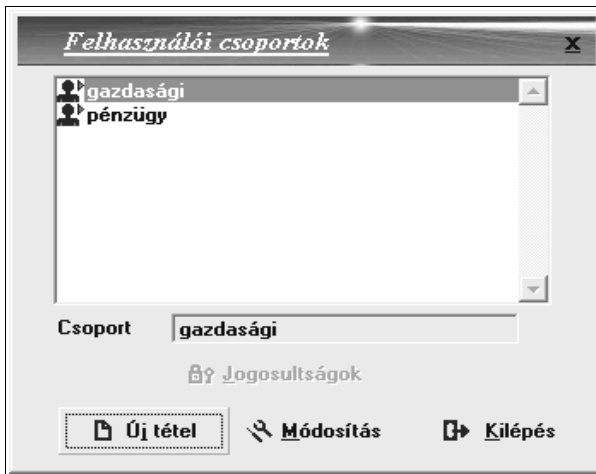 Felhasználói csoportok x
gazdasági
pénzügy
Csoport gazdasági
Jogosultságok
Új tétel Módosítás Kilépés